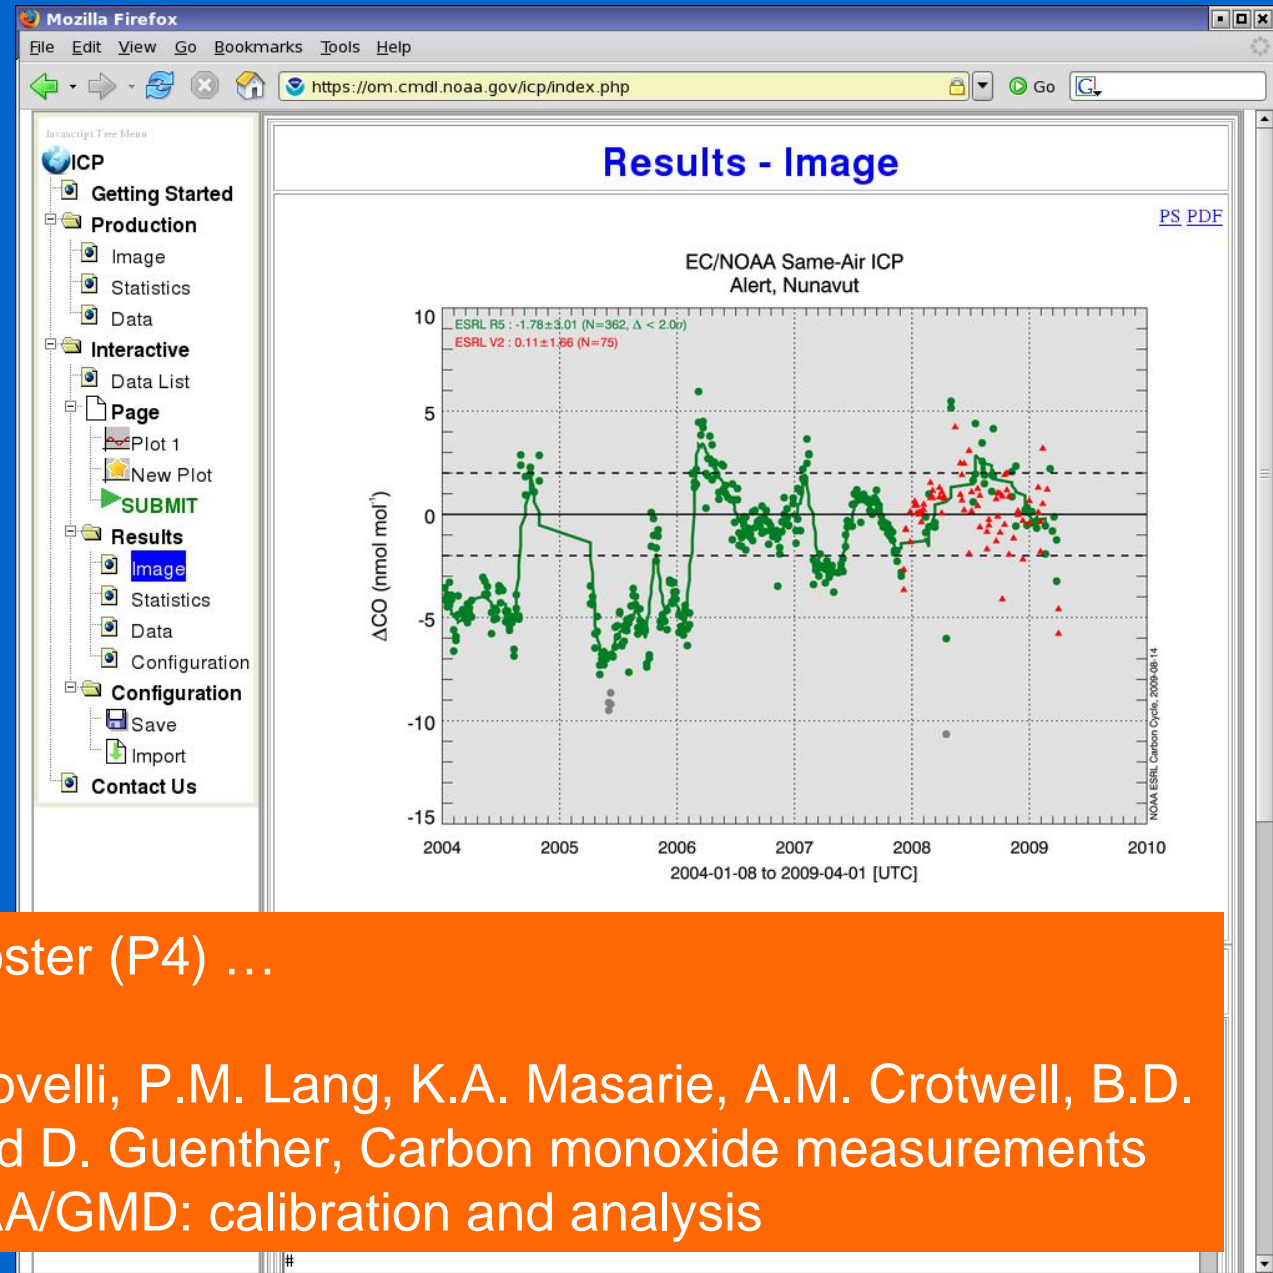 Mozilla Firefox
File Edit View Go Bookmarks Tools Help
https://om.cmdl.noaa.gov/icp/index.php
Go
G
Javascript Tree Menu
ICP
Getting Started
Production
Image
Statistics
Data
Interactive
Data List
Page
Plot 1
New Plot
SUBMIT
Results
Image
Statistics
Data
Configuration
Configuration
Save
Import
Contact Us
Results - Image
PS PDF
EC/NOAA Same-Air ICP
Alert, Nunavut
ESRL R5 : -1.78±3.01 (N=362, Δ < 2.0σ)
ESRL V2 : 0.11±1.66 (N=75)
10
5
0
-5
-10
-15
ΔCO (nmol mol⁻¹)
2004 2005 2006 2007 2008 2009 2010
2004-01-08 to 2009-04-01 [UTC]
NOAA ESRL Carbon Cycle, 2009-08-14
oster (P4) …
ovelli, P.M. Lang, K.A. Masarie, A.M. Crotwell, B.D.
d D. Guenther, Carbon monoxide measurements
AA/GMD: calibration and analysis
#